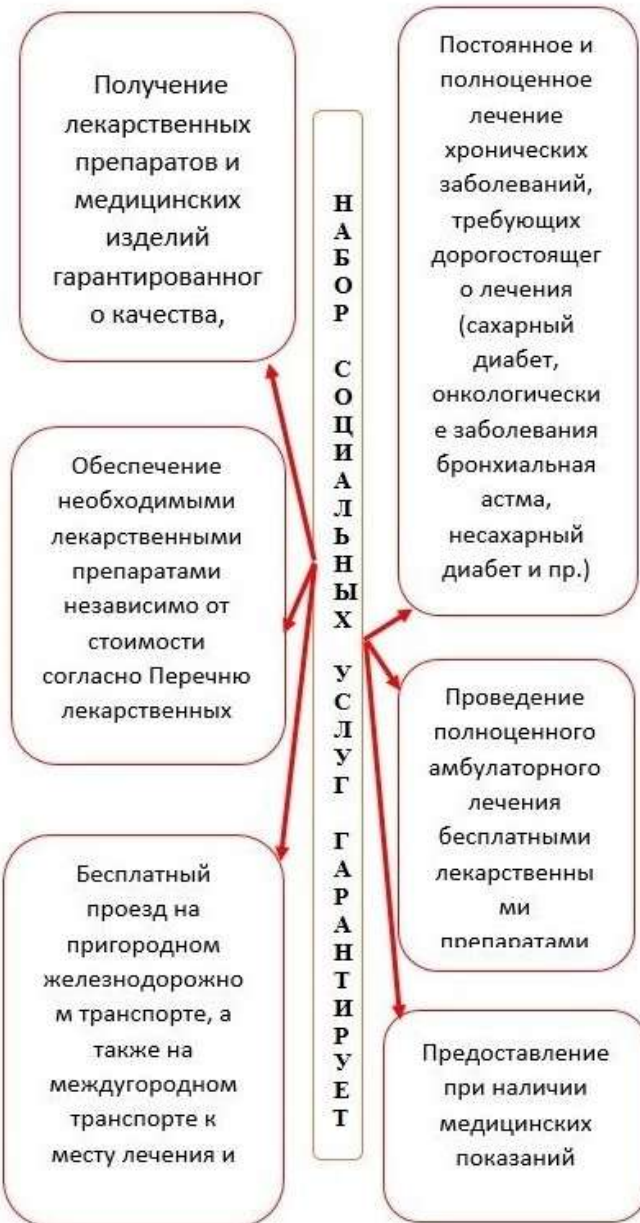 Получение
лекарственных
препаратов и
медицинских
изделий
гарантированног
о качества,
Обеспечение
необходимыми
лекарственными
препаратами
независимо от
стоимости
согласно Перечню
лекарственных
Бесплатный
проезд на
пригородном
железнодорожно
м транспорте, а
также на
междугородном
транспорте к
месту лечения и
НАБОР СОЦИАЛЬНЫХ УСЛУГ ГАРАНТИРУЕТ
Постоянное и
полноценное
лечение
хронических
заболеваний,
требующих
дорогостоящег
о лечения
(сахарный
диабет,
онкологически
е заболевания
бронхиальная
астма,
несахарный
диабет и пр.)
Проведение
полноценного
амбулаторного
лечения
бесплатными
лекарственны
ми
препаратами
Предоставление
при наличии
медицинских
показаний